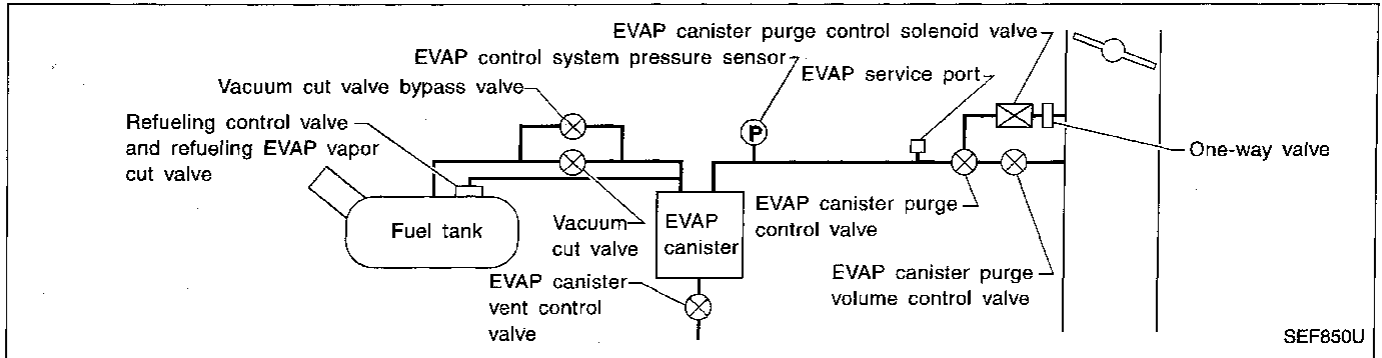 EVAP canister purge control solenoid valve
EVAP control system pressure sensor
EVAP service port
Vacuum cut valve bypass valve
Refueling control valve
and refueling EVAP vapor
cut valve
P
One-way valve
Fuel tank
Vacuum
cut valve
EVAP
canister
EVAP canister purge
control valve
EVAP canister
vent control
valve
EVAP canister purge
volume control valve
SEF850U